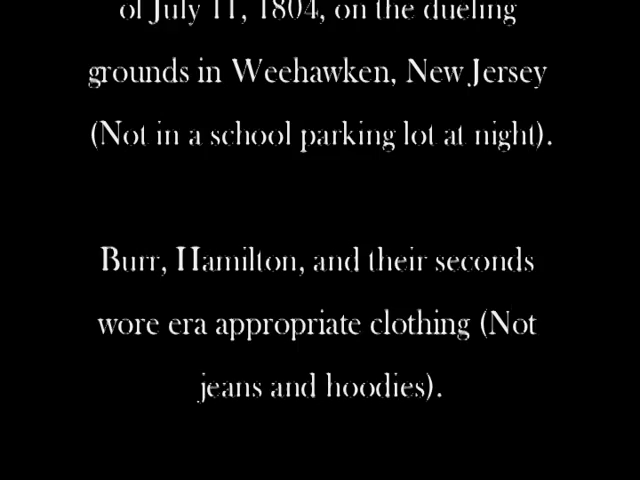 of July 11, 1804, on the dueling
grounds in Weehawken, New Jersey
(Not in a school parking lot at night).
Burr, Hamilton, and their seconds
wore era appropriate clothing (Not
jeans and hoodies).